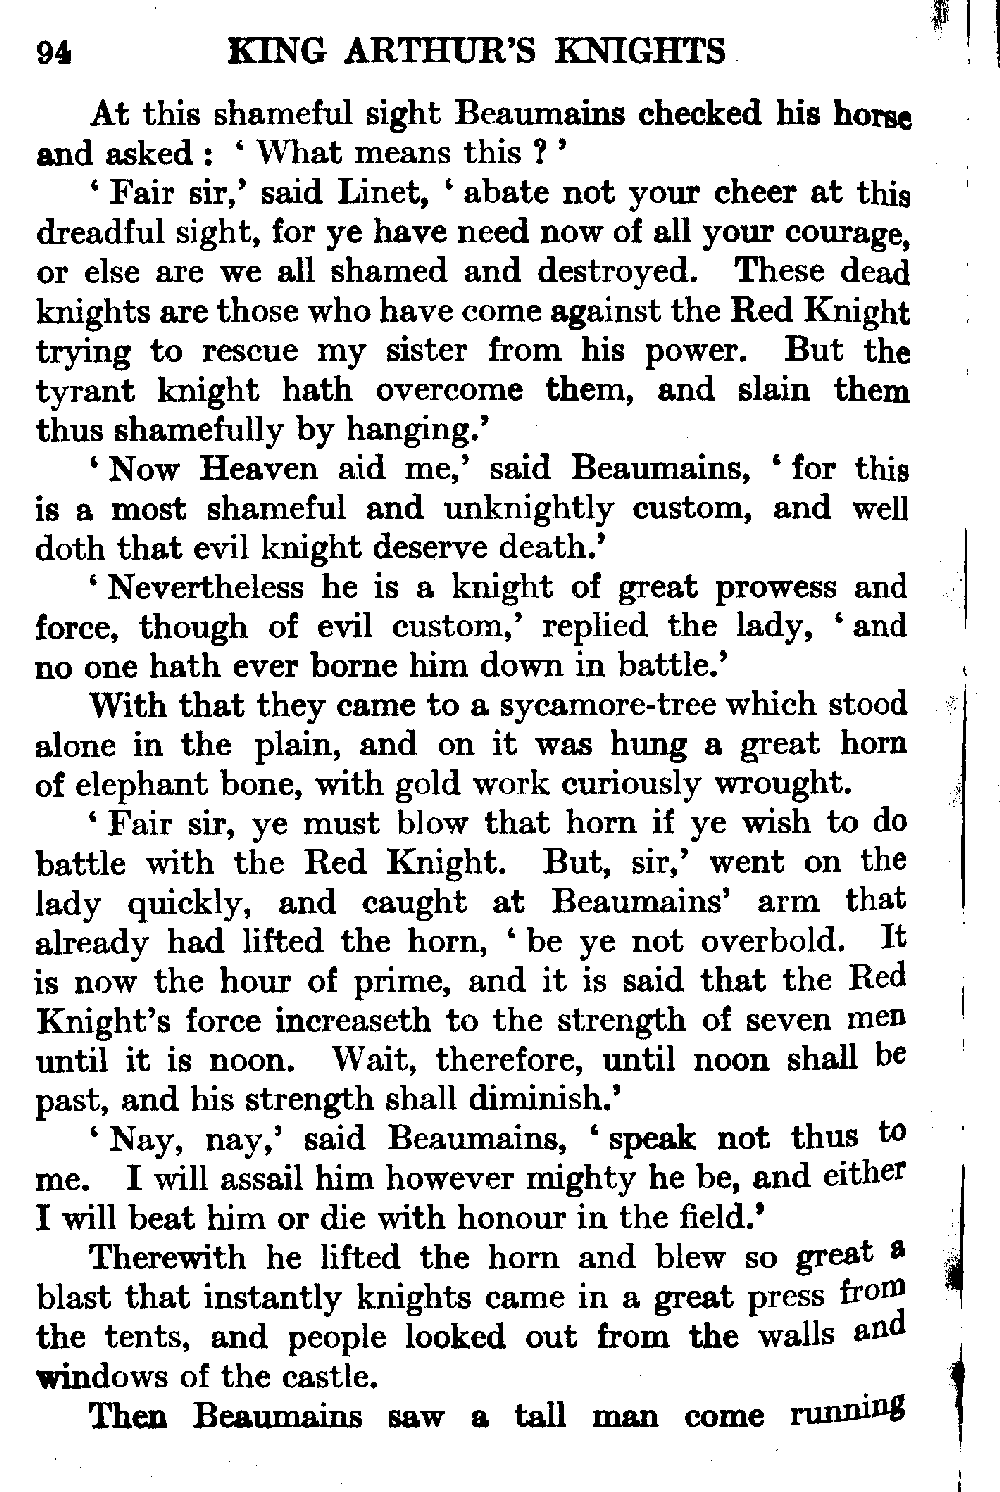 94 KING ARTHUR'S KNIGHTS
At this shameful sight Beaumains checked his horse
and asked : ‘ What means this ? ’
‘ Fair sir,’ said Linet, ‘ abate not your cheer at this
dreadful sight, for ye have need now of all your courage,
or else are we all shamed and destroyed. These dead
knights are those who have come against the Red Knight
trying to rescue my sister from his power. But the
tyrant knight hath overcome them, and slain them
thus shamefully by hanging.’
‘ Now Heaven aid me,’ said Beaumains, ‘ for this
is a most shameful and unknightly custom, and well
doth that evil knight deserve death.’
‘ Nevertheless he is a knight of great prowess and
force, though of evil custom,’ replied the lady, ‘ and
no one hath ever borne him down in battle.’
With that they came to a sycamore-tree which stood
alone in the plain, and on it was hung a great horn
of elephant bone, with gold work curiously wrought.
‘ Fair sir, ye must blow that horn if ye wish to do
battle with the Red Knight. But, sir,’ went on the
lady quickly, and caught at Beaumains’ arm that
already had lifted the horn, ‘ be ye not overbold. It
is now the hour of prime, and it is said that the Red
Knight’s force increaseth to the strength of seven men
until it is noon. Wait, therefore, until noon shall be
past, and his strength shall diminish.’
‘ Nay, nay,’ said Beaumains, ‘ speak not thus to
me. I will assail him however mighty he be, and either
I will beat him or die with honour in the field.’
Therewith he lifted the horn and blew so great a
blast that instantly knights came in a great press from
the tents, and people looked out from the walls and
windows of the castle.
Then Beaumains saw a tall man come running